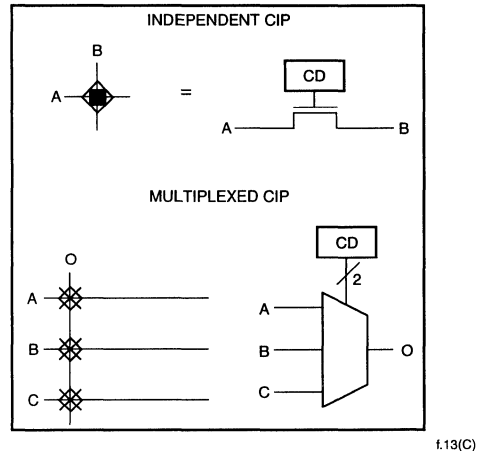 INDEPENDENT CIP
B
A
=
CD
A
B
MULTIPLEXED CIP
O
A
B
C
CD
2
A
B
C
O
f.13(C)